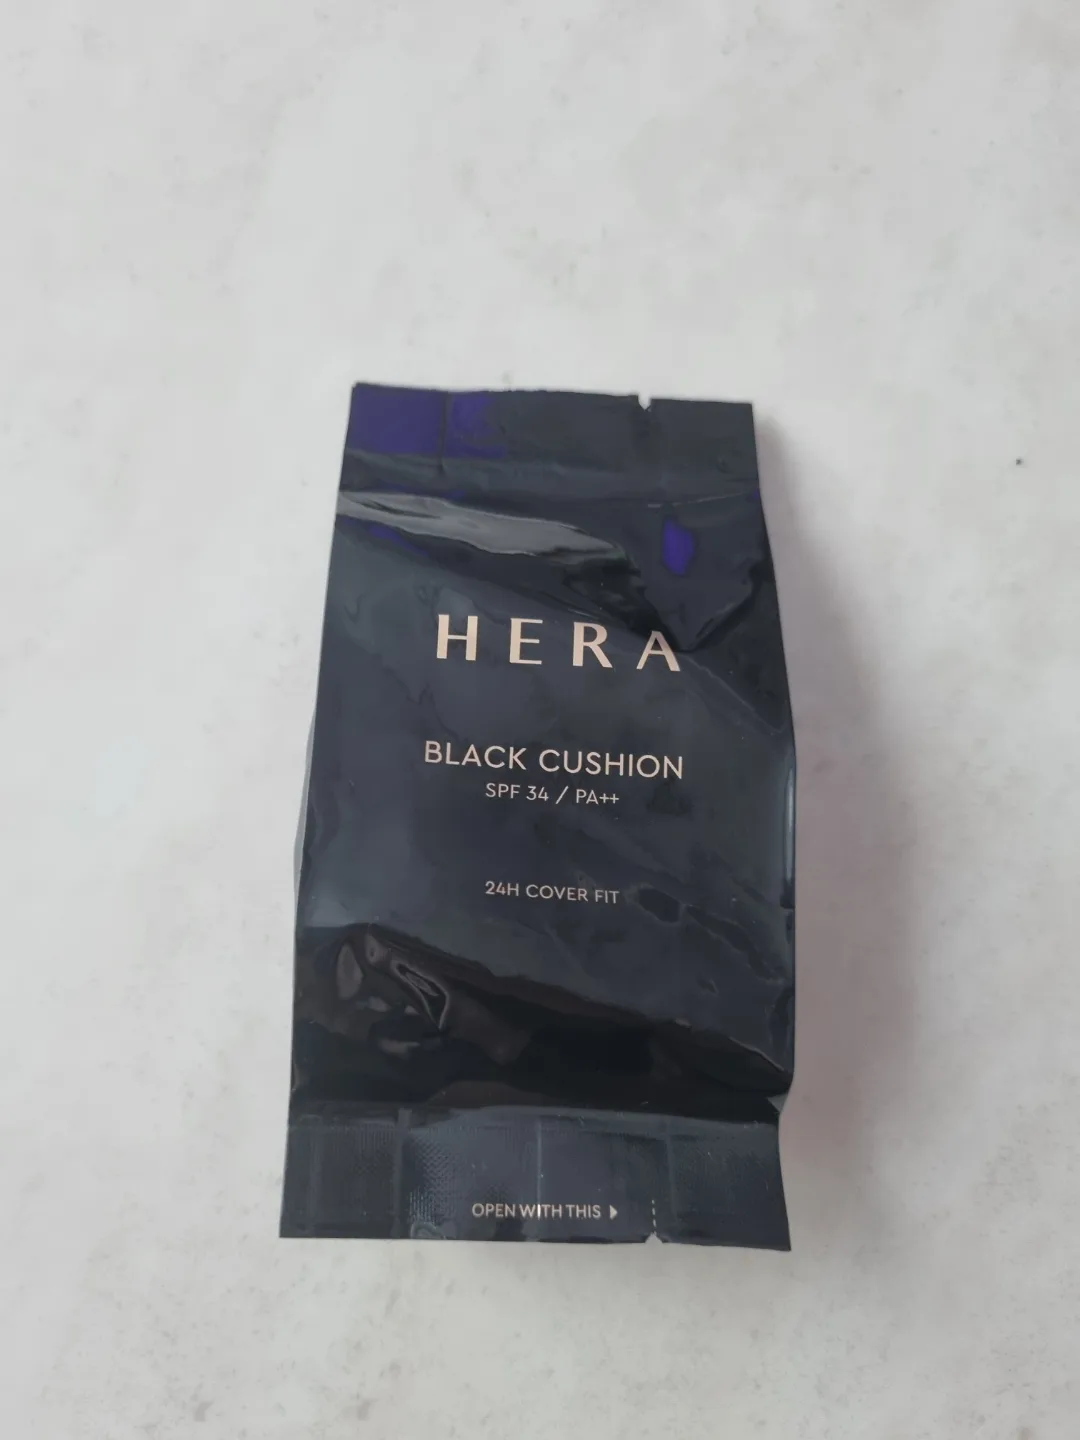 HERA
BLACK CUSHION
SPF 34 / PA++
24H COVER FIT
OPEN WITH THIS ▶